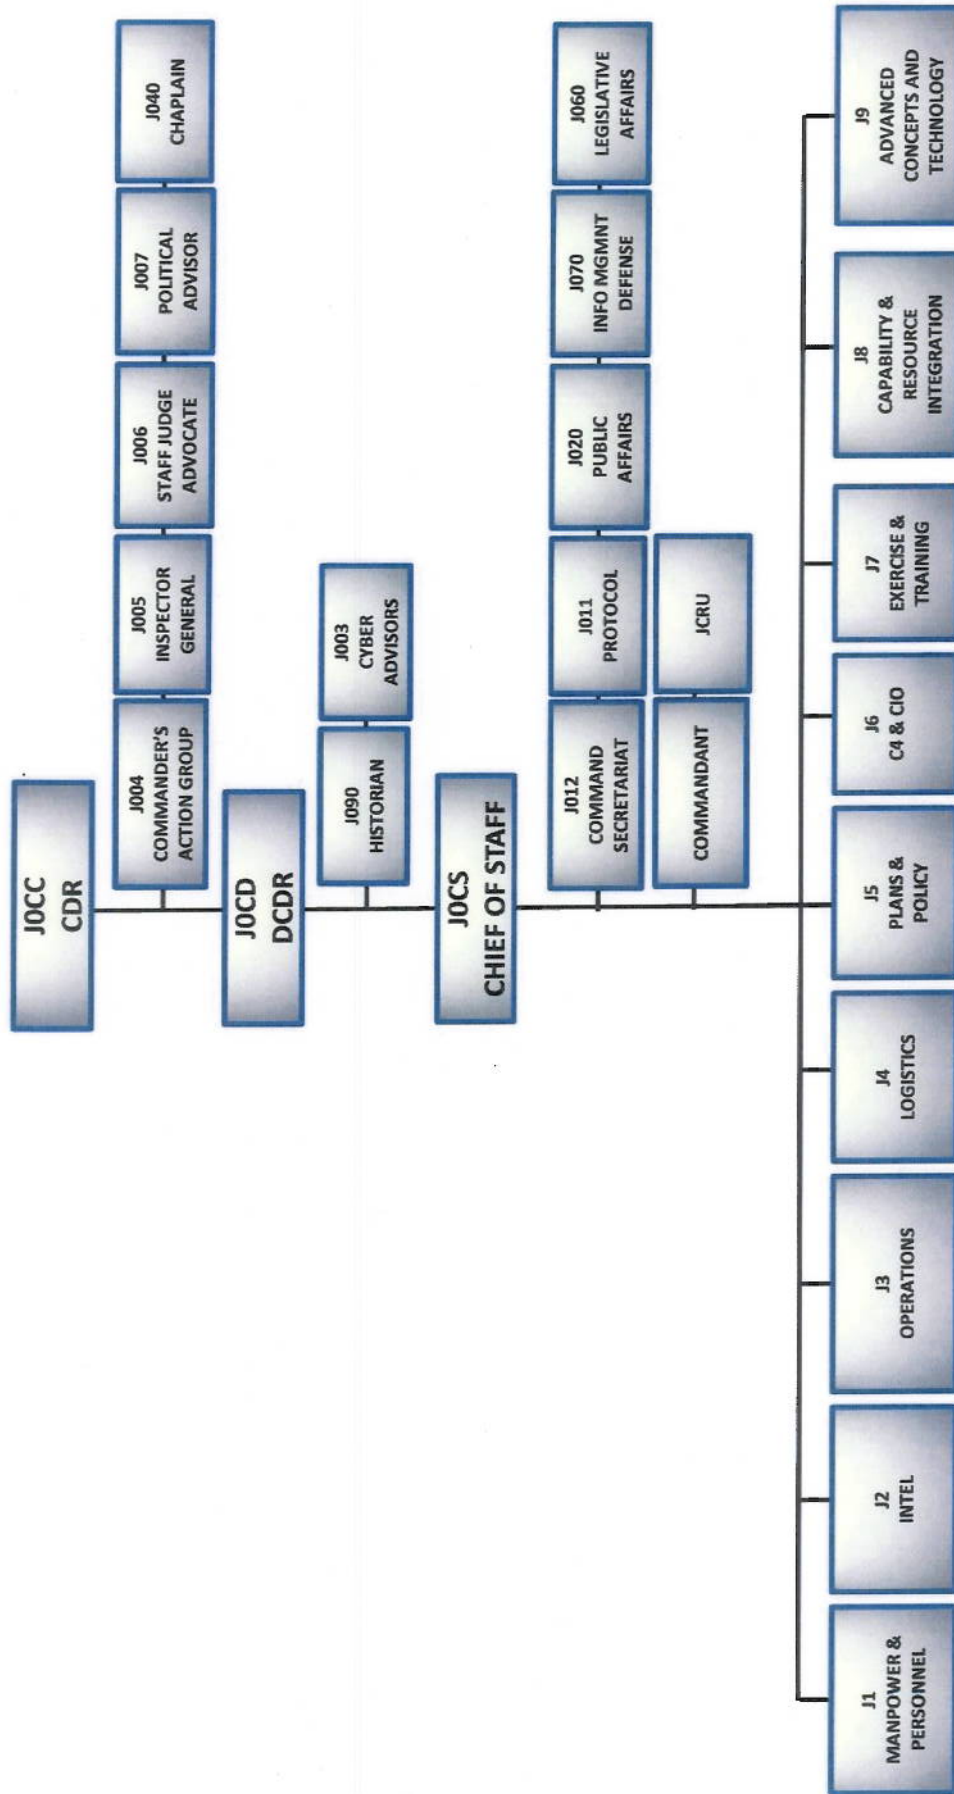 J0CC
CDR
J004
COMMANDER'S
ACTION GROUP
J005
INSPECTOR
GENERAL
J006
STAFF JUDGE
ADVOCATE
J007
POLITICAL
ADVISOR
J040
CHAPLAIN
J0CD
DCDR
J090
HISTORIAN
J003
CYBER
ADVISORS
J0CS
CHIEF OF STAFF
J012
COMMAND
SECRETARIAT
J011
PROTOCOL
J020
PUBLIC
AFFAIRS
J070
INFO MGMNT
DEFENSE
J060
LEGISLATIVE
AFFAIRS
COMMANDANT
JCRU
J1
MANPOWER &
PERSONNEL
J2
INTEL
J3
OPERATIONS
J4
LOGISTICS
J5
PLANS &
POLICY
J6
C4 & CIO
J7
EXERCISE &
TRAINING
J8
CAPABILITY &
RESOURCE
INTEGRATION
J9
ADVANCED
CONCEPTS AND
TECHNOLOGY